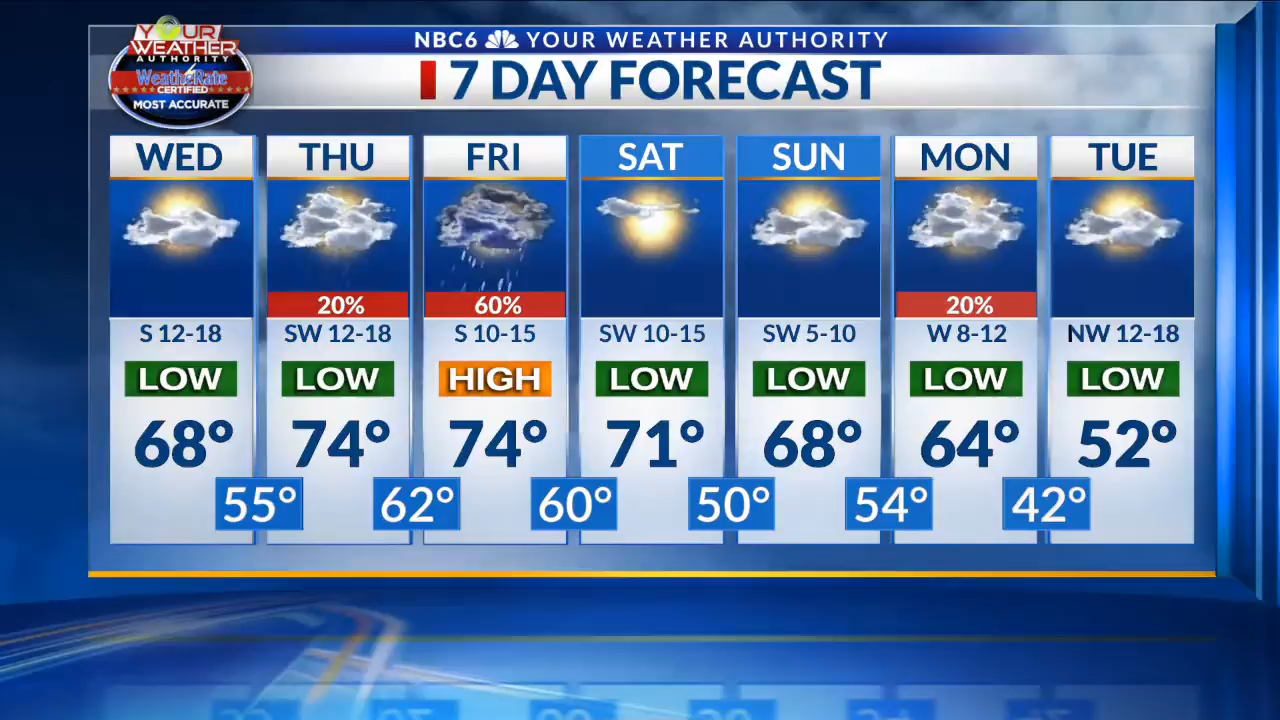 YOUR
WEATHER
AUTHORITY
WeatheRate
CERTIFIED
MOST ACCURATE
NBC6 YOUR WEATHER AUTHORITY
7 DAY FORECAST
WED THU FRI SAT SUN MON TUE
20% 60% 20%
S 12-18 SW 12-18 S 10-15 SW 10-15 SW 5-10 W 8-12 NW 12-18
LOW LOW HIGH LOW LOW LOW LOW
68° 74° 74° 71° 68° 64° 52°
55° 62° 60° 50° 54° 42°